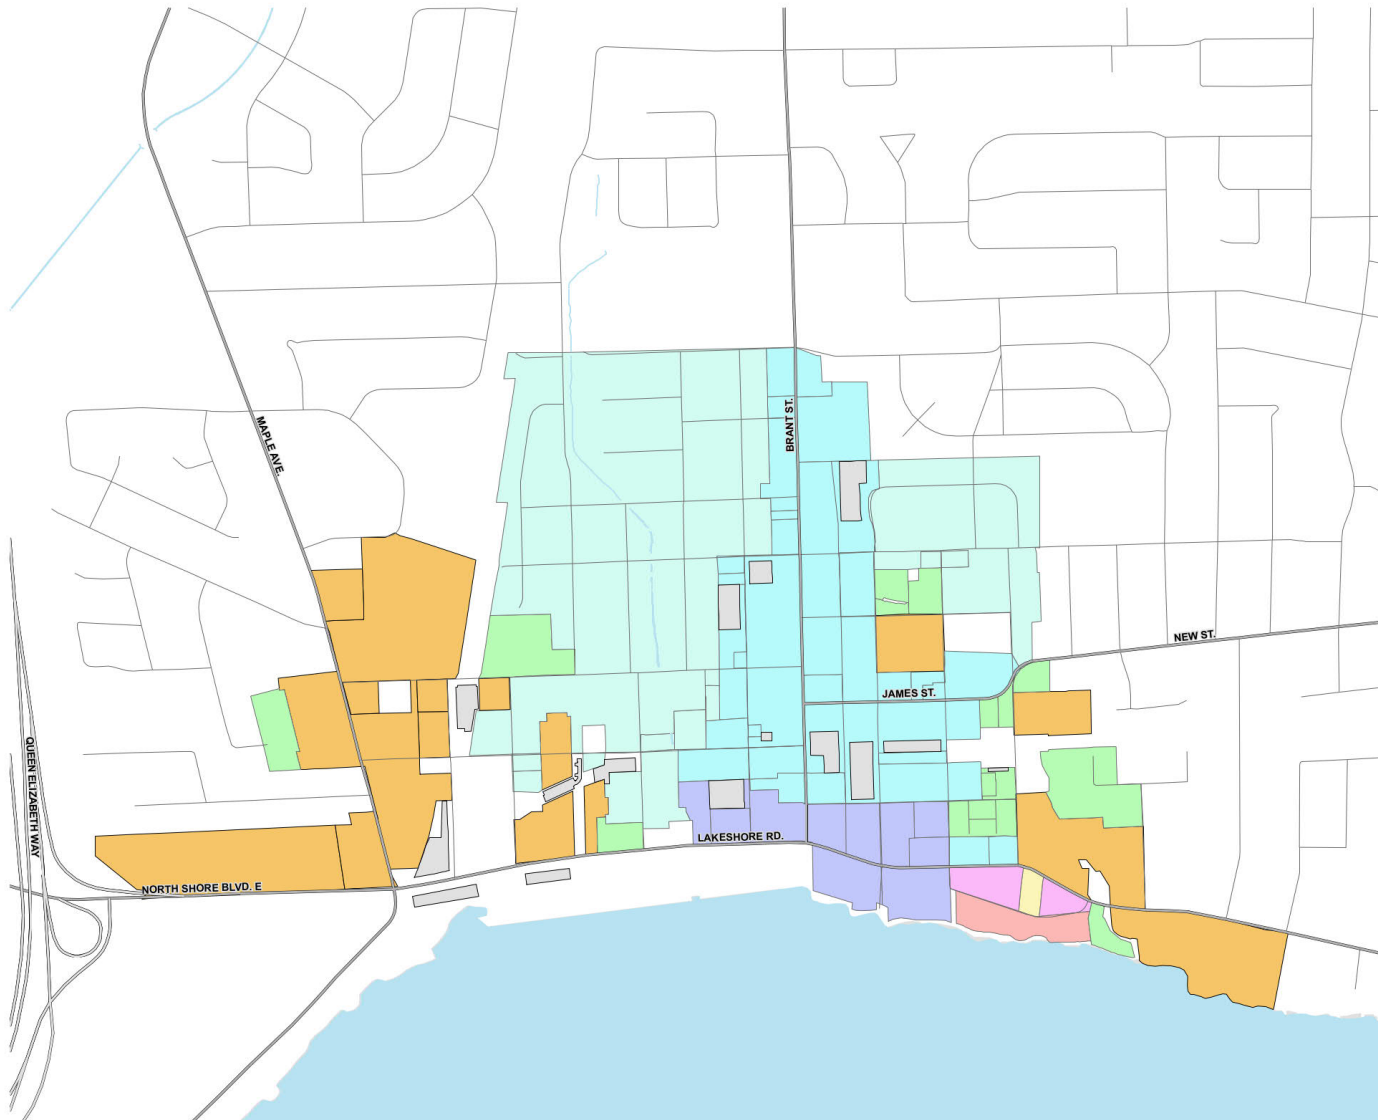 MAPLE AVE.
BRANT ST.
NEW ST.
JAMES ST.
QUEEN ELIZABETH WAY
LAKESHORE RD.
NORTH SHORE BLVD. E